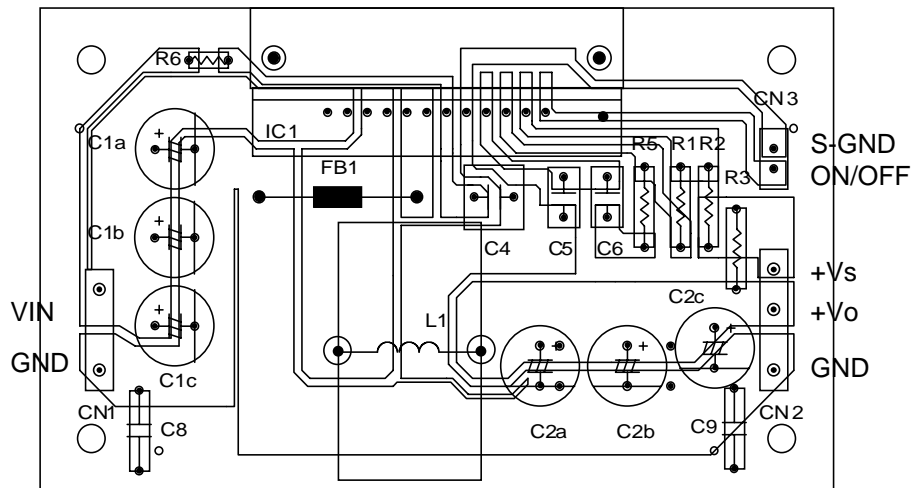 R6
CN3
C1a
IC1
S-GND
R5
R1
R2
FB1
R3
ON/OFF
C1b
C4
C5
C6
+Vs
C2c
VIN
+Vo
L1
GND
GND
C1c
CN1
C8
C2a
C2b
C9
CN2